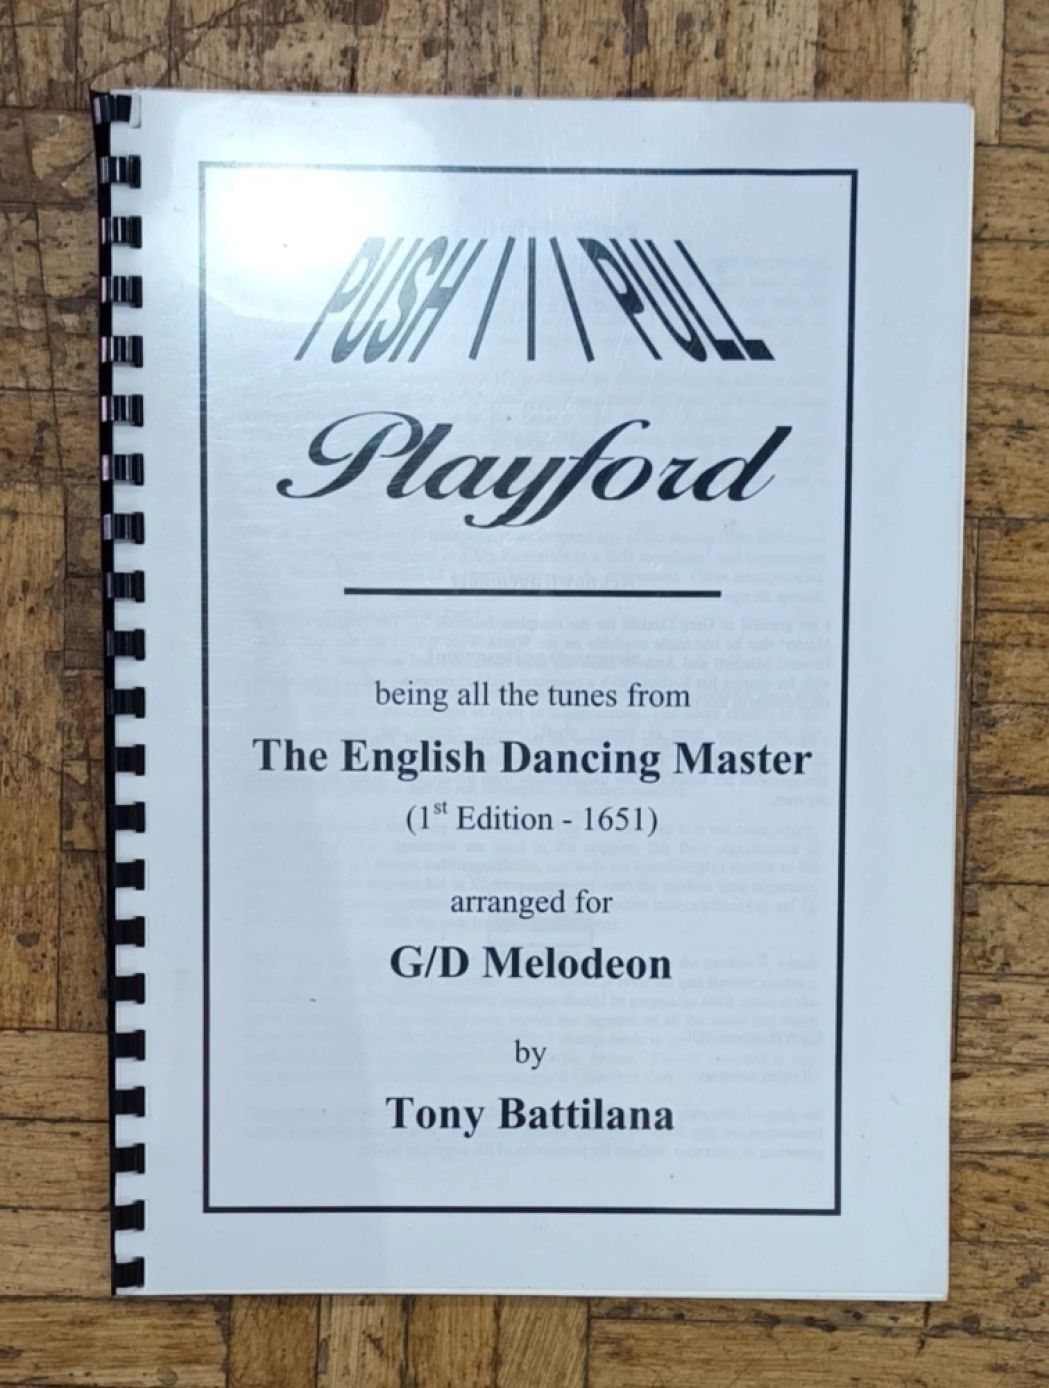 PUSH / | \ PULL
Playford
being all the tunes from
The English Dancing Master
(1st Edition - 1651)
arranged for
G/D Melodeon
by
Tony Battilana